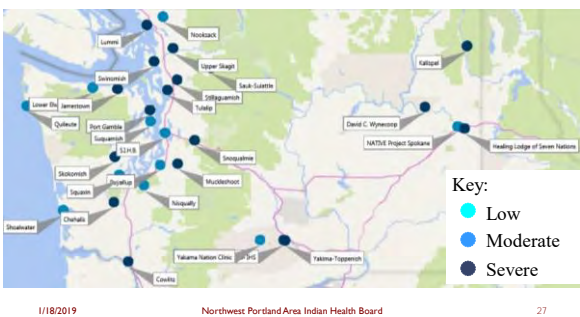 Nooksack
Lummi
Upper Skagit
Kalispel
Swinomish
Sauk-Suiattle
Stillaguamish
Lower El
Jamestown
Tulalip
Quileute
Port Gamble
David C. Wynecoop
Suquamish
NATIVE Project Spokane
Healing Lodge of Seven Nations
S.I.H.B.
Snoqualmie
Skokomish
Puyallup
Muckleshoot
Squaxin
Nisqually
Shoalwater
Chehalis
Yakama Nation Clinic
IHS
Yakima-Toppenish
Cowlitz
Key:
Low
Moderate
Severe
1/18/2019
Northwest Portland Area Indian Health Board
27